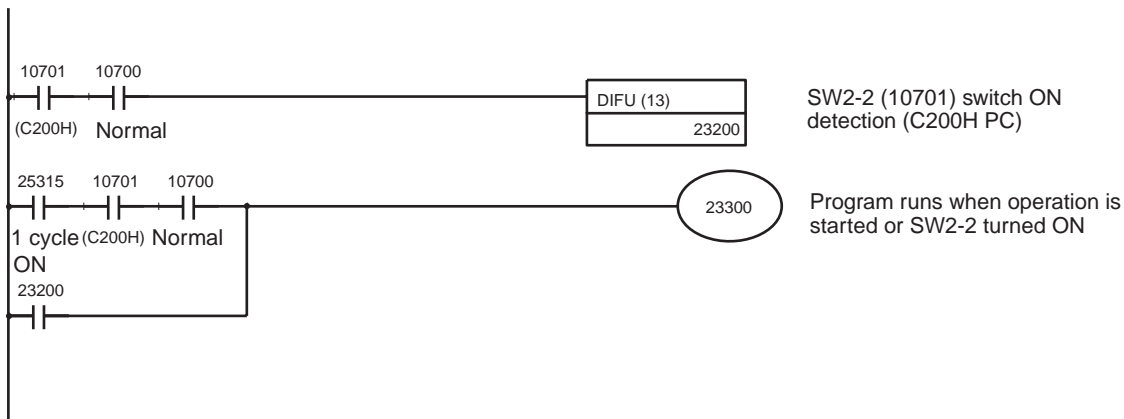 10701 10700
DIFU (13)
23200
(C200H) Normal
SW2-2 (10701) switch ON
detection (C200H PC)
25315 10701 10700
23300
1 cycle (C200H) Normal
ON
23200
Program runs when operation is
started or SW2-2 turned ON